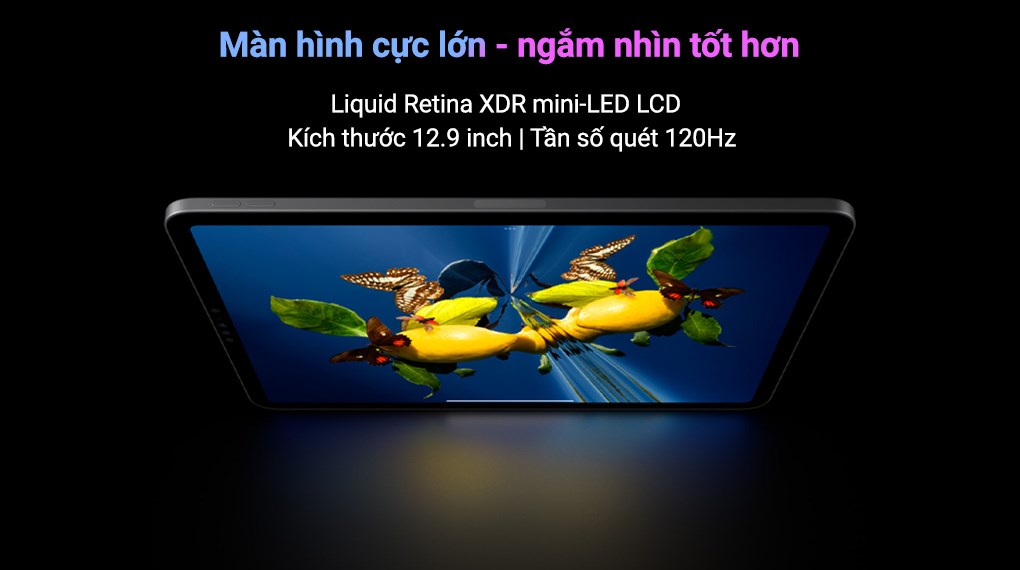 Màn hình cực lớn - ngắm nhìn tốt hơn
Liquid Retina XDR mini-LED LCD
Kích thước 12.9 inch | Tần số quét 120Hz